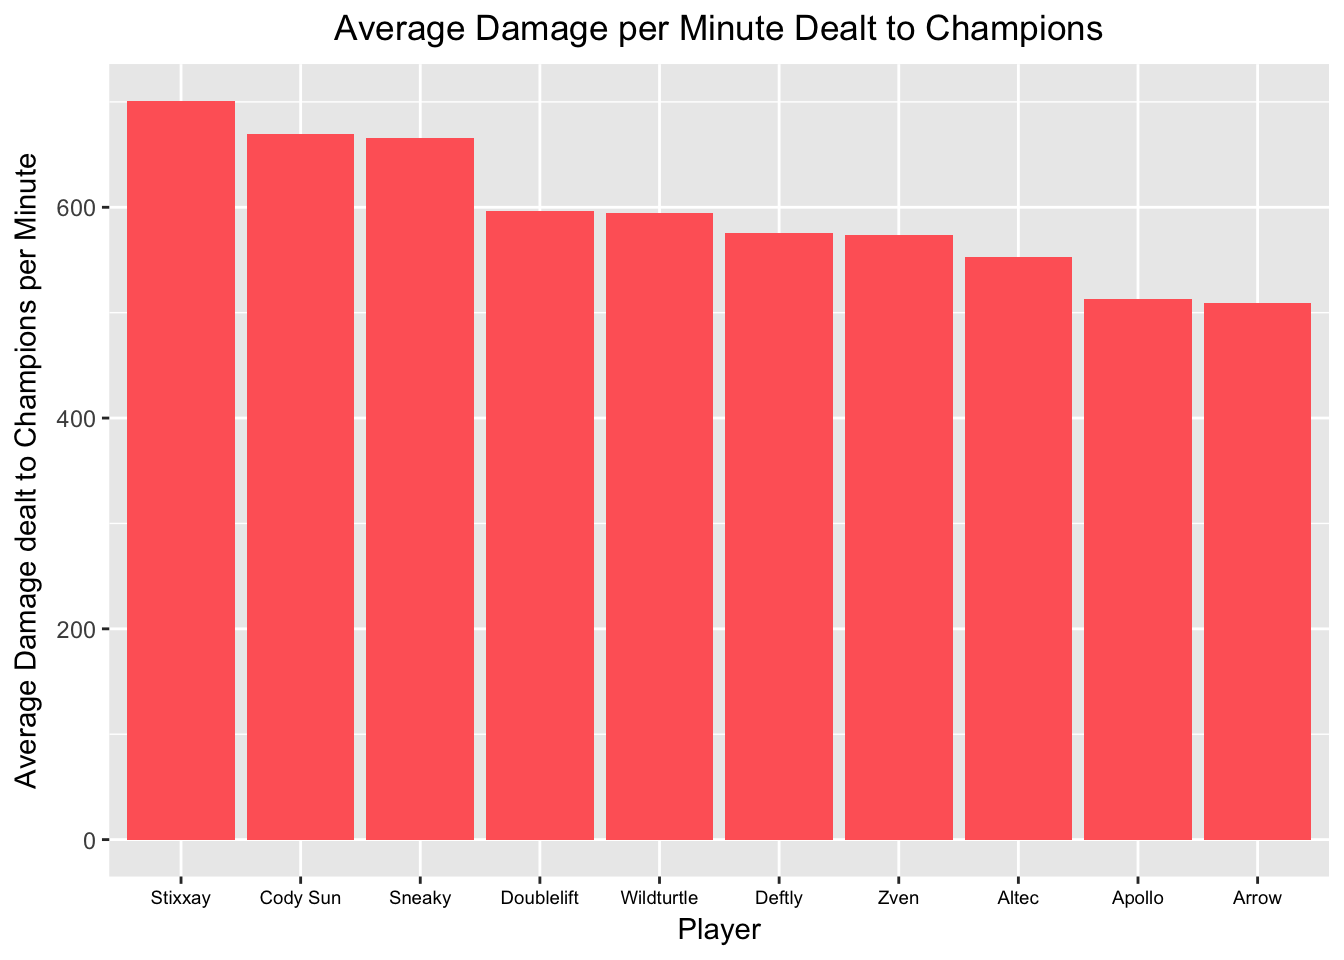 Average Damage per Minute Dealt to Champions
Average Damage dealt to Champions per Minute
600
400
200
0
Stixxay Cody Sun Sneaky Doublelift Wildturtle Deftly Zven Altec Apollo Arrow
Player